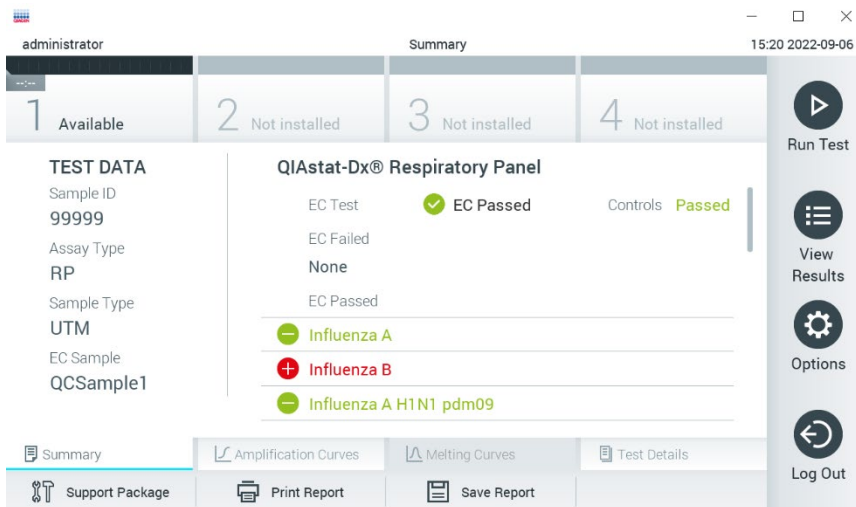 administrator
Summary
15:20 2022-09-06
--:--
1 Available
2 Not installed
3 Not installed
4 Not installed
Run Test
View
Results
Options
Log Out
TEST DATA
Sample ID
99999
Assay Type
RP
Sample Type
UTM
EC Sample
QCSample1
QIAstat-Dx® Respiratory Panel
EC Test EC Passed Controls Passed
EC Failed
None
EC Passed
Influenza A
Influenza B
Influenza A H1N1 pdm09
Summary
Amplification Curves
Melting Curves
Test Details
Support Package
Print Report
Save Report